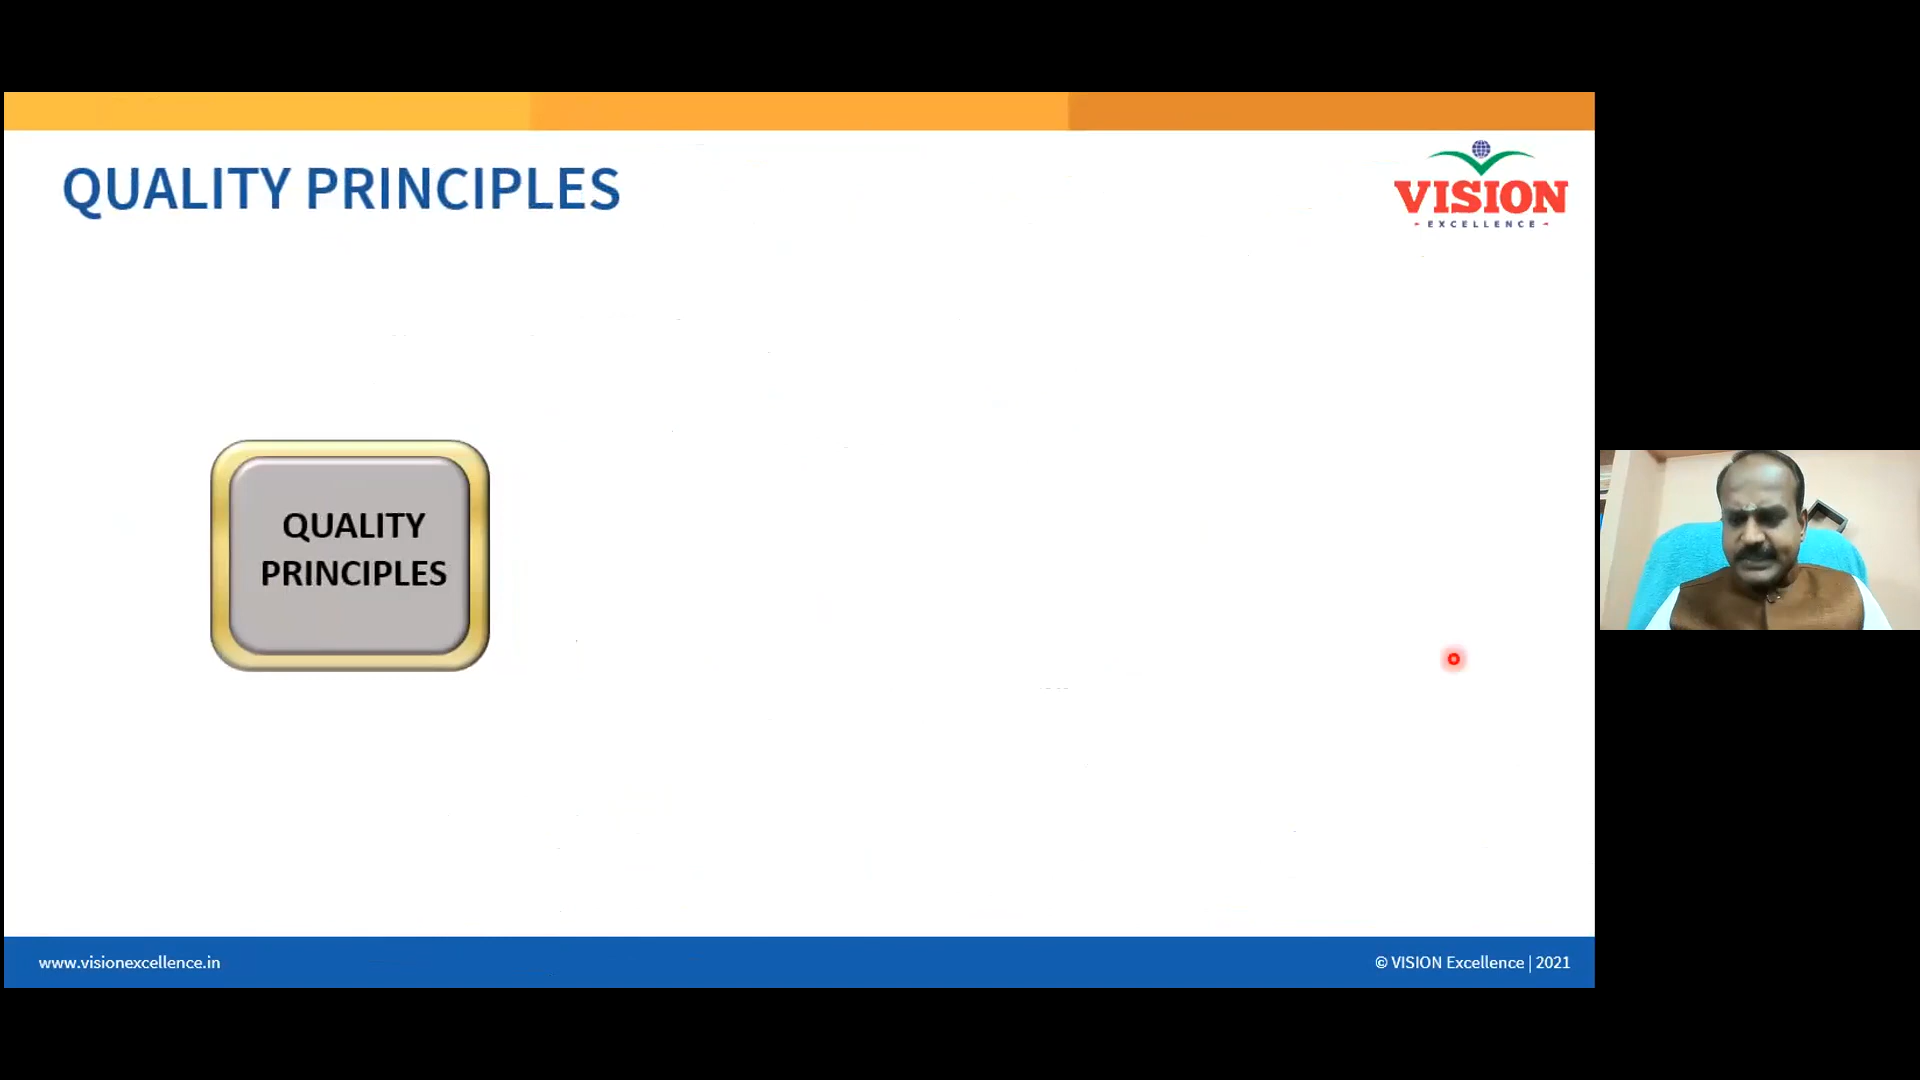 QUALITY PRINCIPLES
VISION
EXCELLENCE
QUALITY
PRINCIPLES
www.visionexcellence.in
© VISION Excellence | 2021